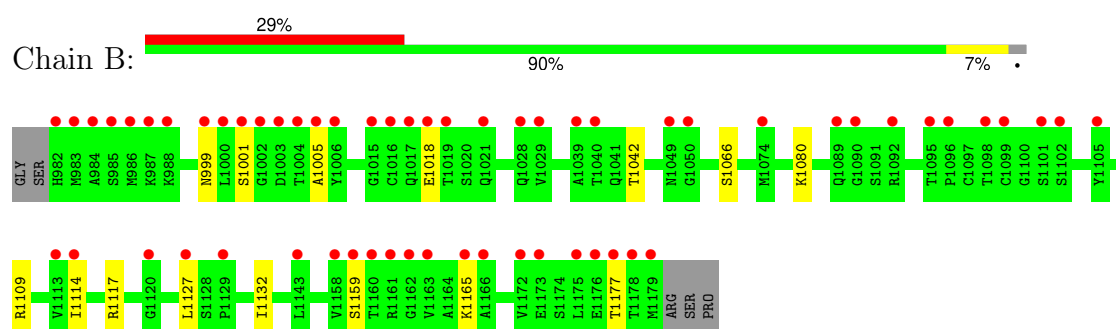 29%
Chain B:
90%
7%
GLY SER H982 M983 A984 S985 M986 K987 K988 N999 L1000 S1001 G1002 D1003 T1004 A1005 Y1006 G1015 C1016 Q1017 E1018 T1019 S1020 Q1021 Q1028 V1029 A1039 T1040 Q1041 T1042 N1049 G1050 S1066 M1074 K1080 Q1089 G1090 S1091 R1092 T1095 P1096 C1097 T1098 C1099 G1100 S1101 S1102 Y1105
R1109 V1113 I1114 R1117 G1120 L1127 S1128 P1129 I1132 L1143 V1158 S1159 T1160 R1161 G1162 V1163 A1164 K1165 A1166 V1172 E1173 S1174 L1175 E1176 T1177 T1178 M1179 ARG SER PRO